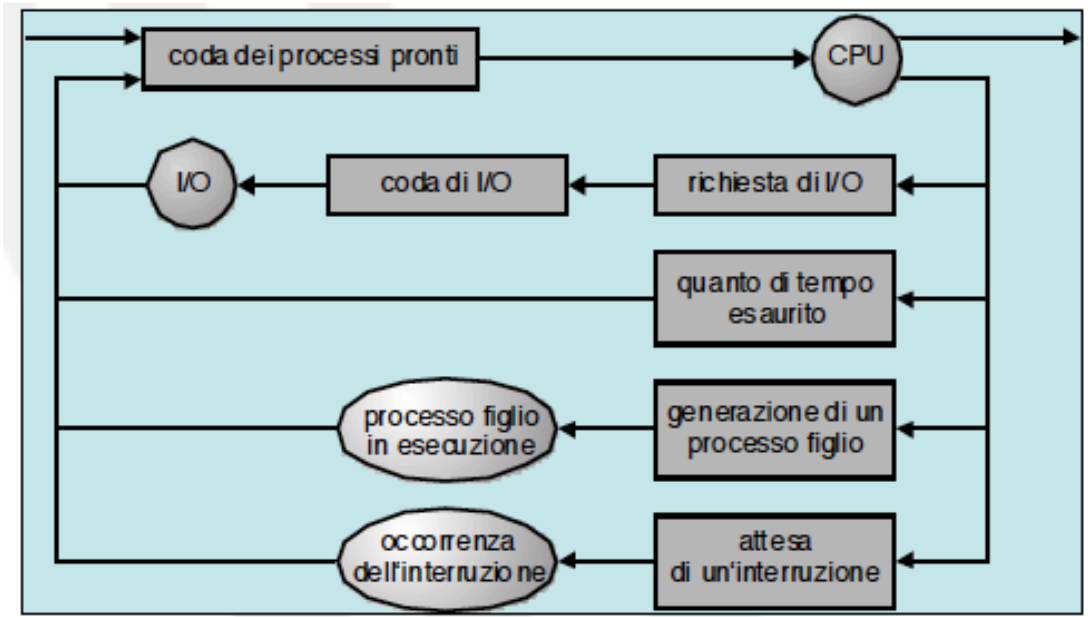 coda dei processi pronti
CPU
I/O
coda di I/O
richiesta di I/O
quanto di tempo
esaurito
processo figlio
in esecuzione
generazione di un
processo figlio
occorrenza
dell'interruzione
attesa
di un'interruzione